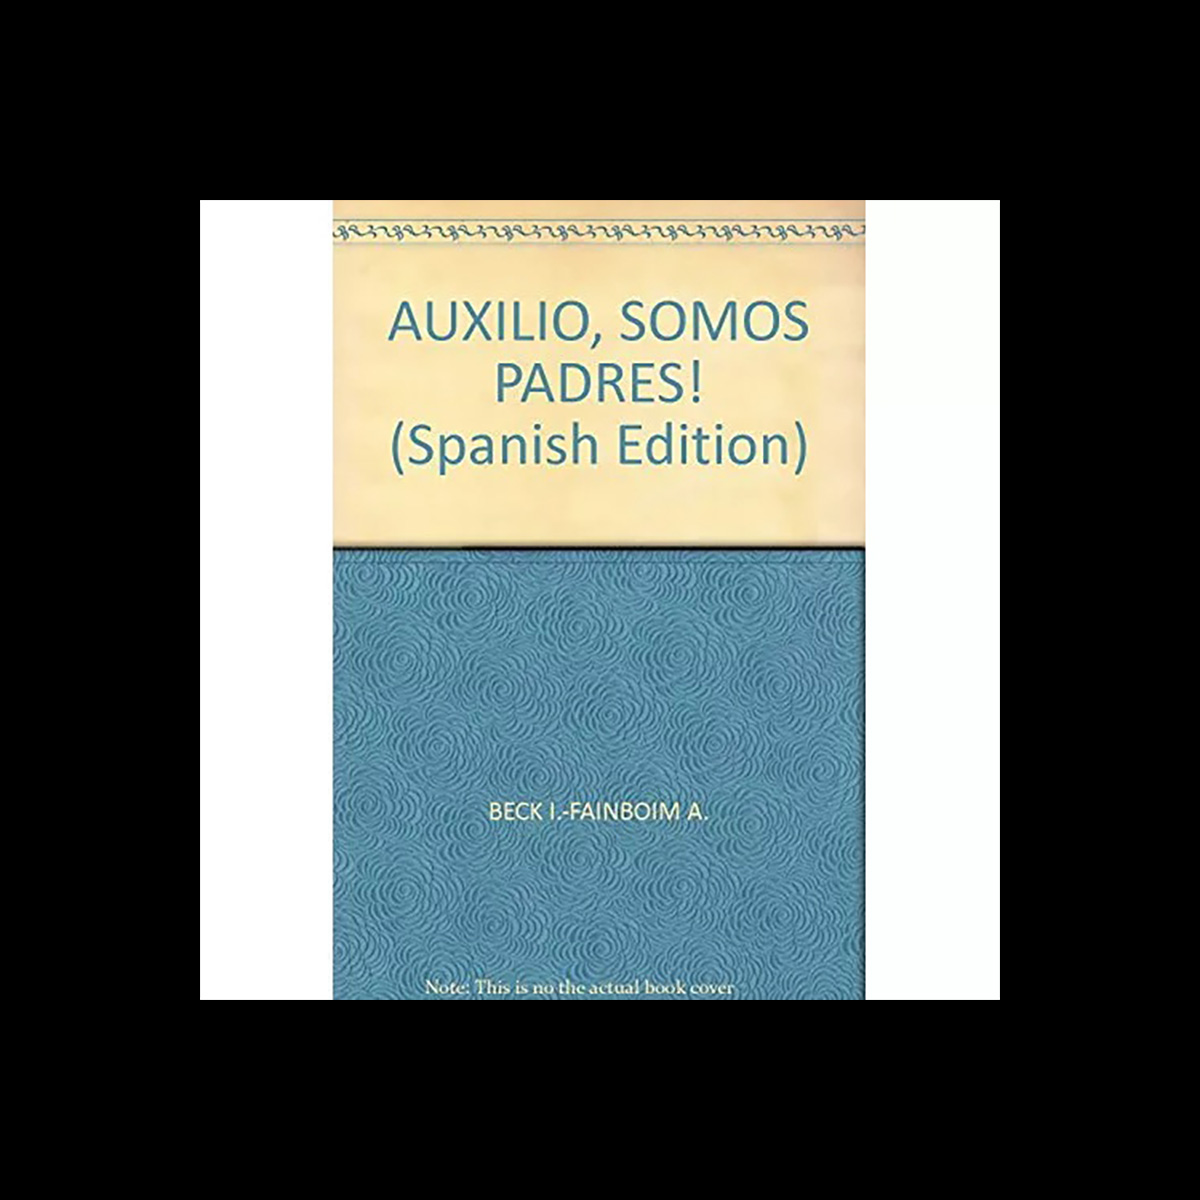 AUXILIO, SOMOS
PADRES!
(Spanish Edition)
BECK I.-FAINBOIM A.
Note: This is no the actual book cover